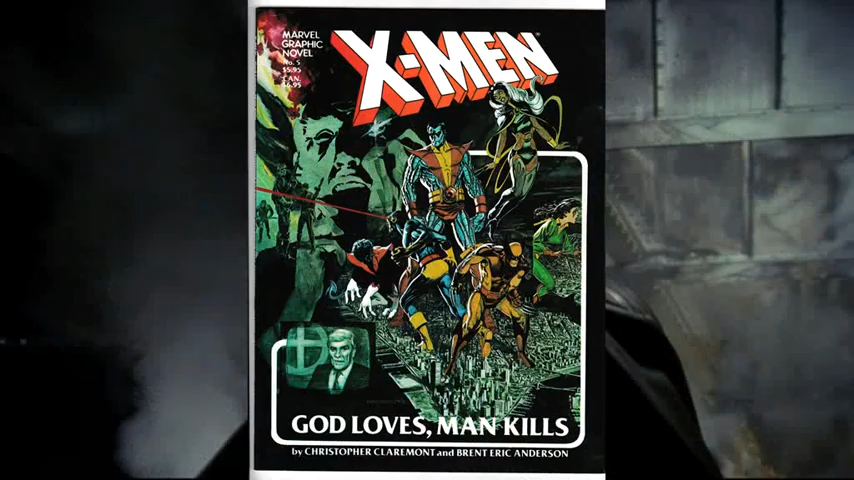 MARVEL
GRAPHIC
NOVEL
No. 5
$5.95
CAN.
$6.95
X-MEN
GOD LOVES, MAN KILLS
by CHRISTOPHER CLAREMONT and BRENT ERIC ANDERSON